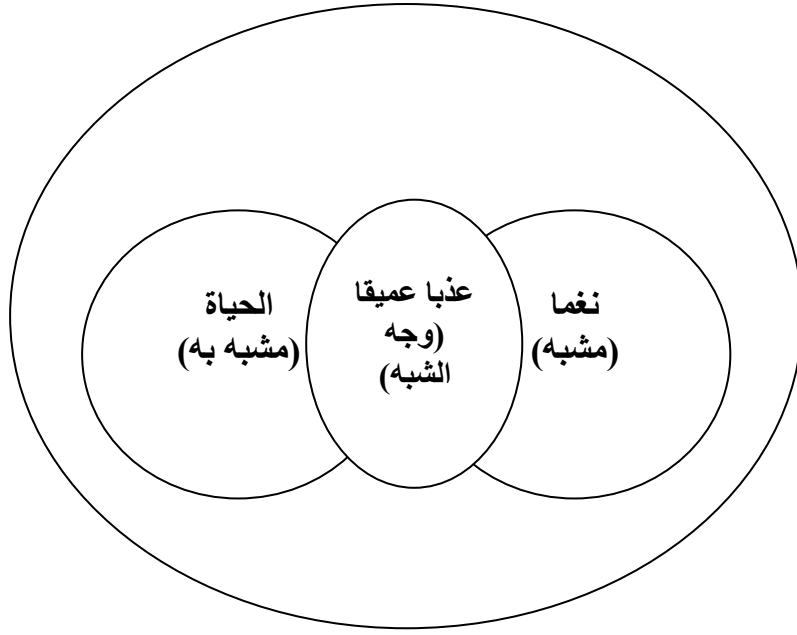 نغما
(مشبه)
عذبا عميقا
(وجه
الشبه)
الحياة
(مشبه به)